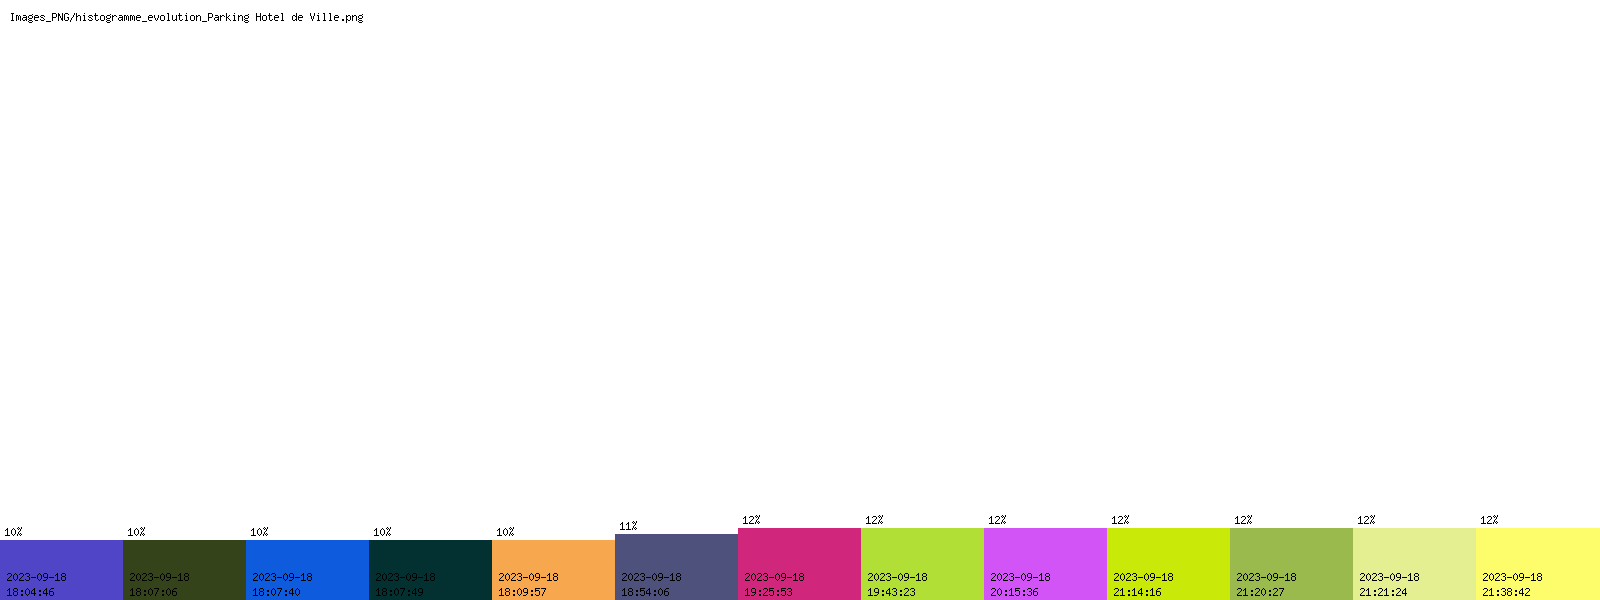 Images_PNG/histogramme_evolution_Parking Hotel de Ville.png
10% 10% 10% 10% 10% 11% 12% 12% 12% 12% 12% 12% 12%
2023-09-18 2023-09-18 2023-09-18 2023-09-18 2023-09-18 2023-09-18 2023-09-18 2023-09-18 2023-09-18 2023-09-18 2023-09-18 2023-09-18 2023-09-18
18:04:46 18:07:06 18:07:40 18:07:49 18:09:57 18:54:06 19:25:53 19:43:23 20:15:36 21:14:16 21:20:27 21:21:24 21:38:42